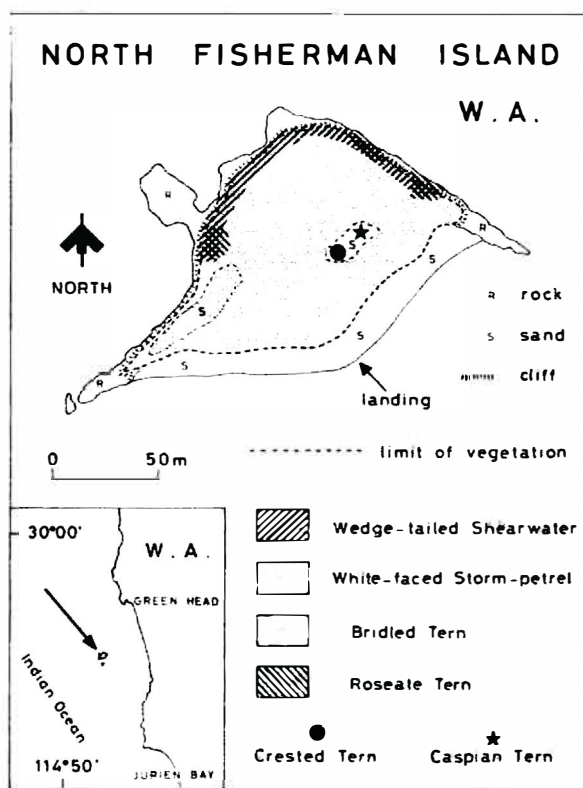 NORTH FISHERMAN ISLAND
W.A.
R
R
S
NORTH
S
S
S
S
R
R rock
S sand
cliff
landing
limit of vegetation
0 50m
30°00'
W.A.
GREEN HEAD
Indian Ocean
114°50'
JURIEN BAY
Wedge-tailed Shearwater
White-faced Storm-petrel
Bridled Tern
Roseate Tern
Crested Tern Caspian Tern